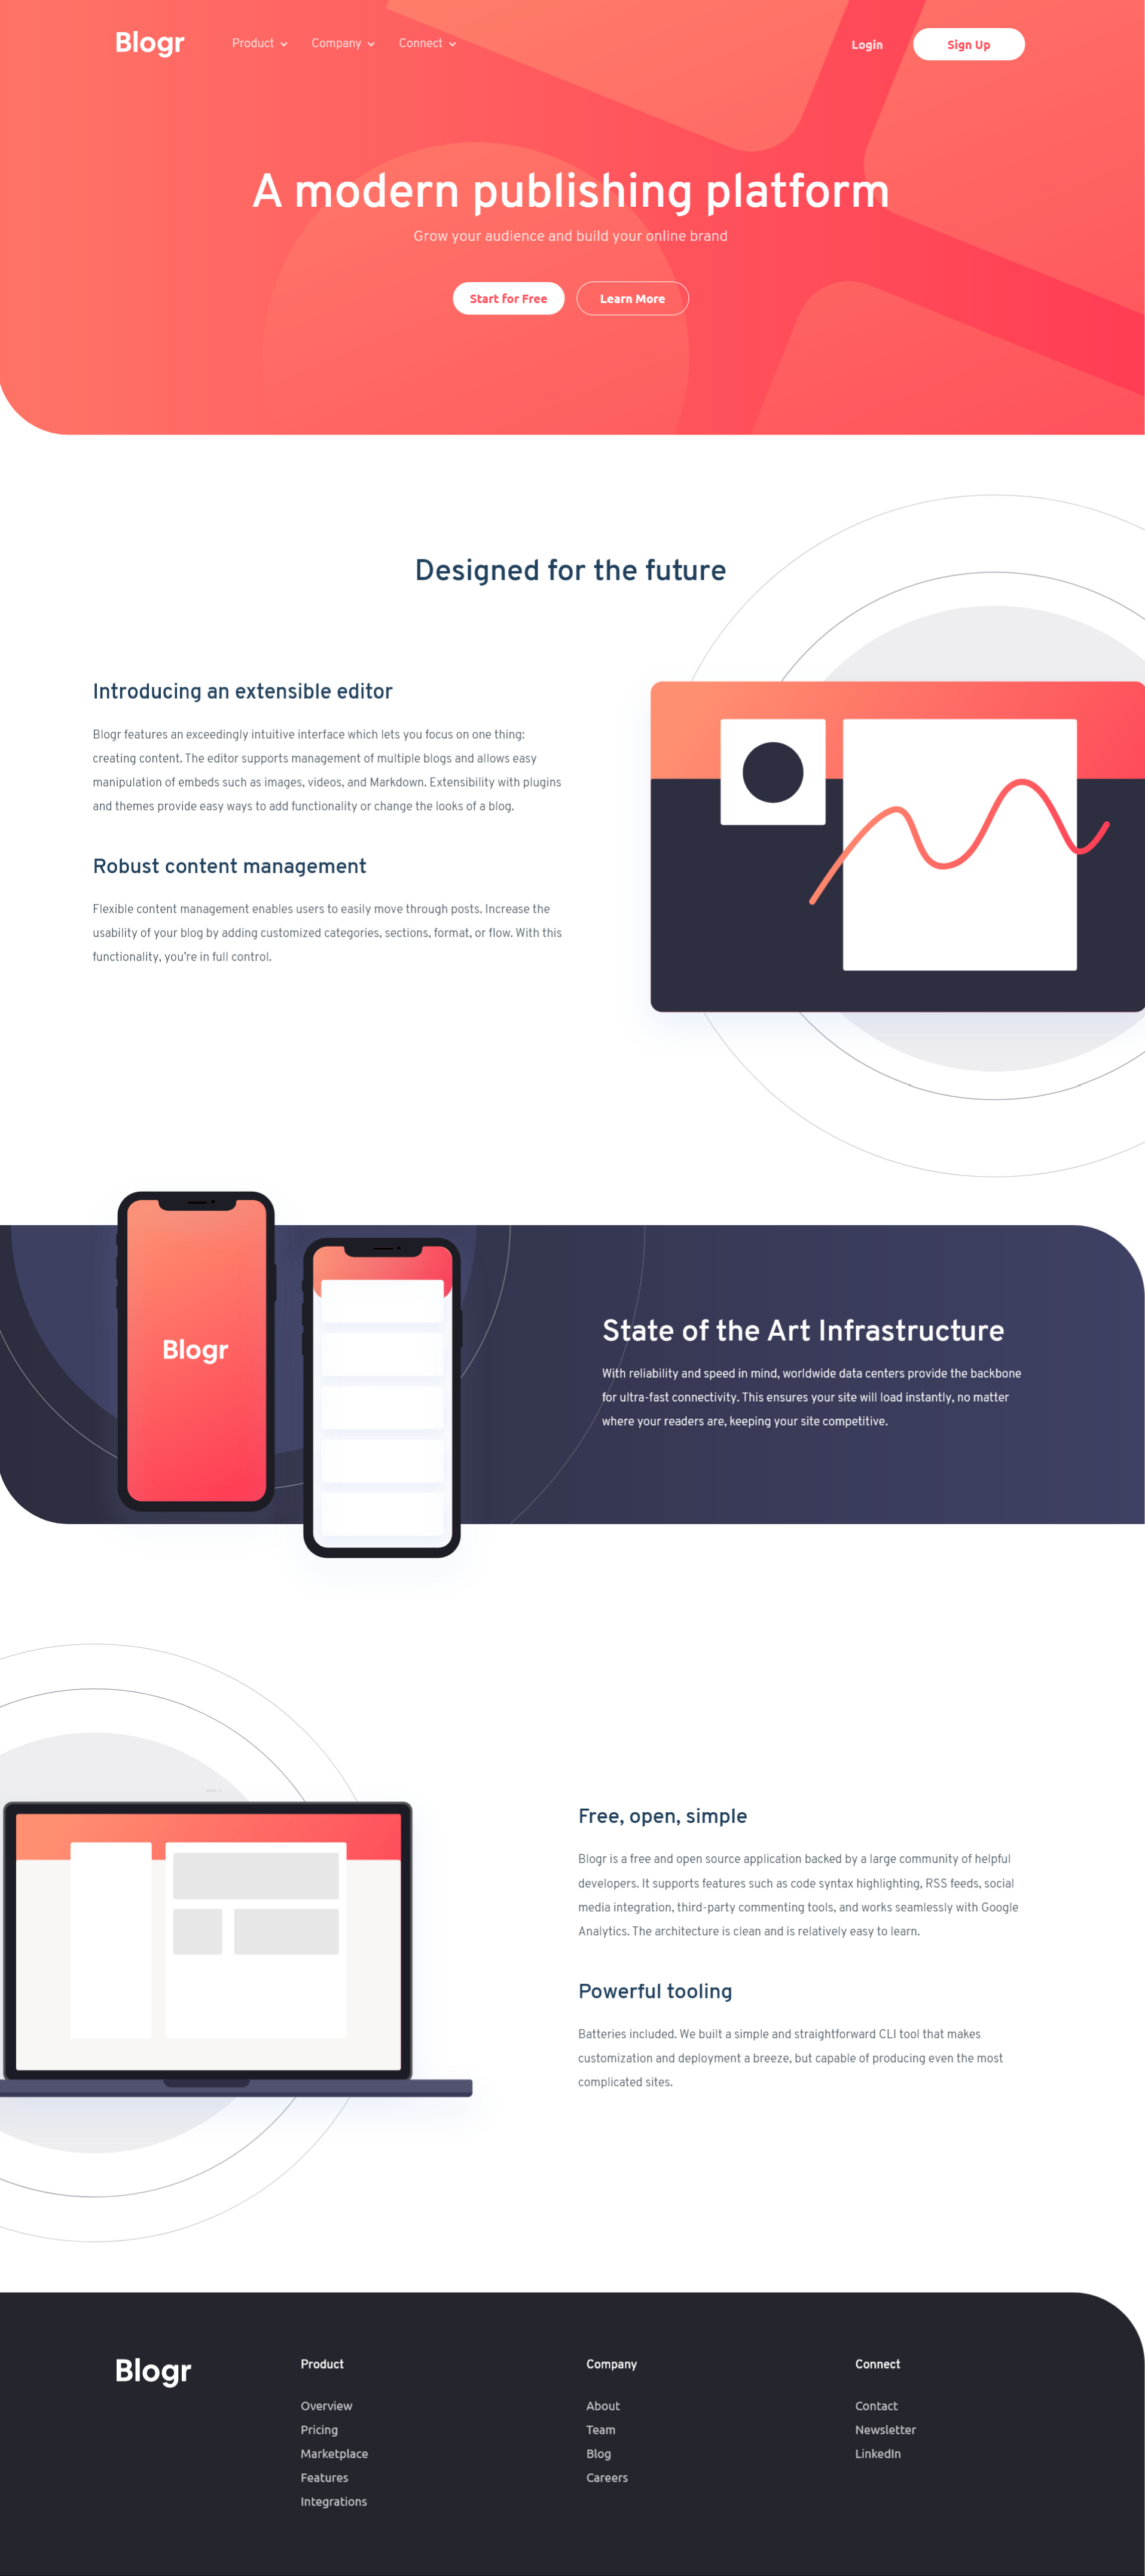 Blogr
Product
Company
Connect
Login
Sign Up
A modern publishing platform
Grow your audience and build your online brand
Start for Free
Learn More
Designed for the future
Introducing an extensible editor
Blogr features an exceedingly intuitive interface which lets you focus on one thing:
creating content. The editor supports management of multiple blogs and allows easy
manipulation of embeds such as images, videos, and Markdown. Extensibility with plugins
and themes provide easy ways to add functionality or change the looks of a blog.
Robust content management
Flexible content management enables users to easily move through posts. Increase the
usability of your blog by adding customized categories, sections, format, or flow. With this
functionality, you're in full control.
Blogr
State of the Art Infrastructure
With reliability and speed in mind, worldwide data centers provide the backbone
for ultra-fast connectivity. This ensures your site will load instantly, no matter
where your readers are, keeping your site competitive.
Free, open, simple
Blogr is a free and open source application backed by a large community of helpful
developers. It supports features such as code syntax highlighting, RSS feeds, social
media integration, third-party commenting tools, and works seamlessly with Google
Analytics. The architecture is clean and is relatively easy to learn.
Powerful tooling
Batteries included. We built a simple and straightforward CLI tool that makes
customization and deployment a breeze, but capable of producing even the most
complicated sites.
Blogr
Product
Overview
Pricing
Marketplace
Features
Integrations
Company
About
Team
Blog
Careers
Connect
Contact
Newsletter
LinkedIn